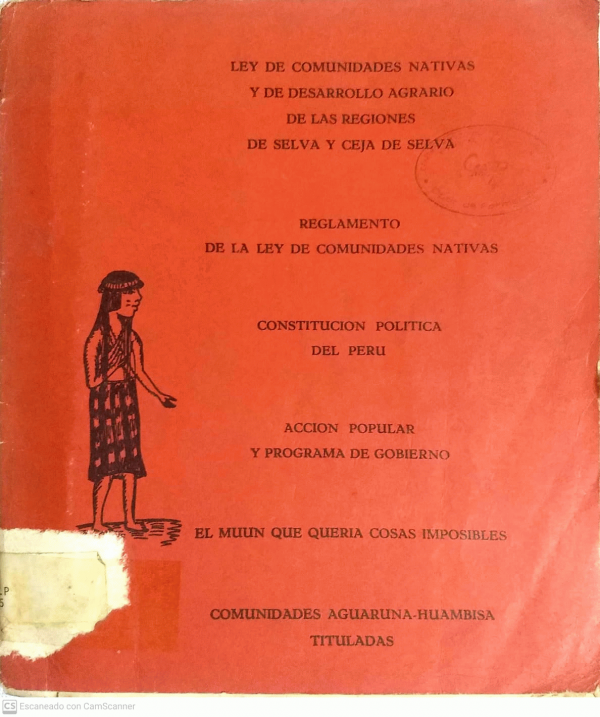 LEY DE COMUNIDADES NATIVAS
Y DE DESARROLLO AGRARIO
DE LAS REGIONES
DE SELVA Y CEJA DE SELVA
REGLAMENTO
DE LA LEY DE COMUNIDADES NATIVAS
CONSTITUCION POLITICA
DEL PERU
ACCION POPULAR
Y PROGRAMA DE GOBIERNO
EL MUUN QUE QUERIA COSAS IMPOSIBLES
COMUNIDADES AGUARUNA-HUAMBISA
TITULADAS
CS Escaneado con CamScanner